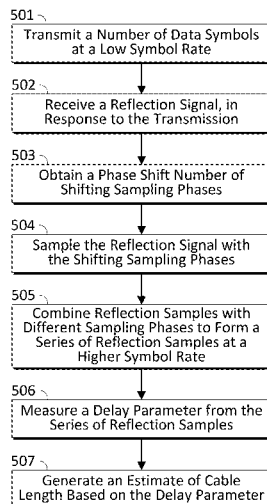 501
Transmit a Number of Data Symbols
at a Low Symbol Rate
502
Receive a Reflection Signal, in
Response to the Transmission
503
Obtain a Phase Shift Number of
Shifting Sampling Phases
504
Sample the Reflection Signal with
the Shifting Sampling Phases
505
Combine Reflection Samples with
Different Sampling Phases to Form a
Series of Reflection Samples at a
Higher Symbol Rate
506
Measure a Delay Parameter from the
Series of Reflection Samples
507
Generate an Estimate of Cable
Length Based on the Delay Parameter